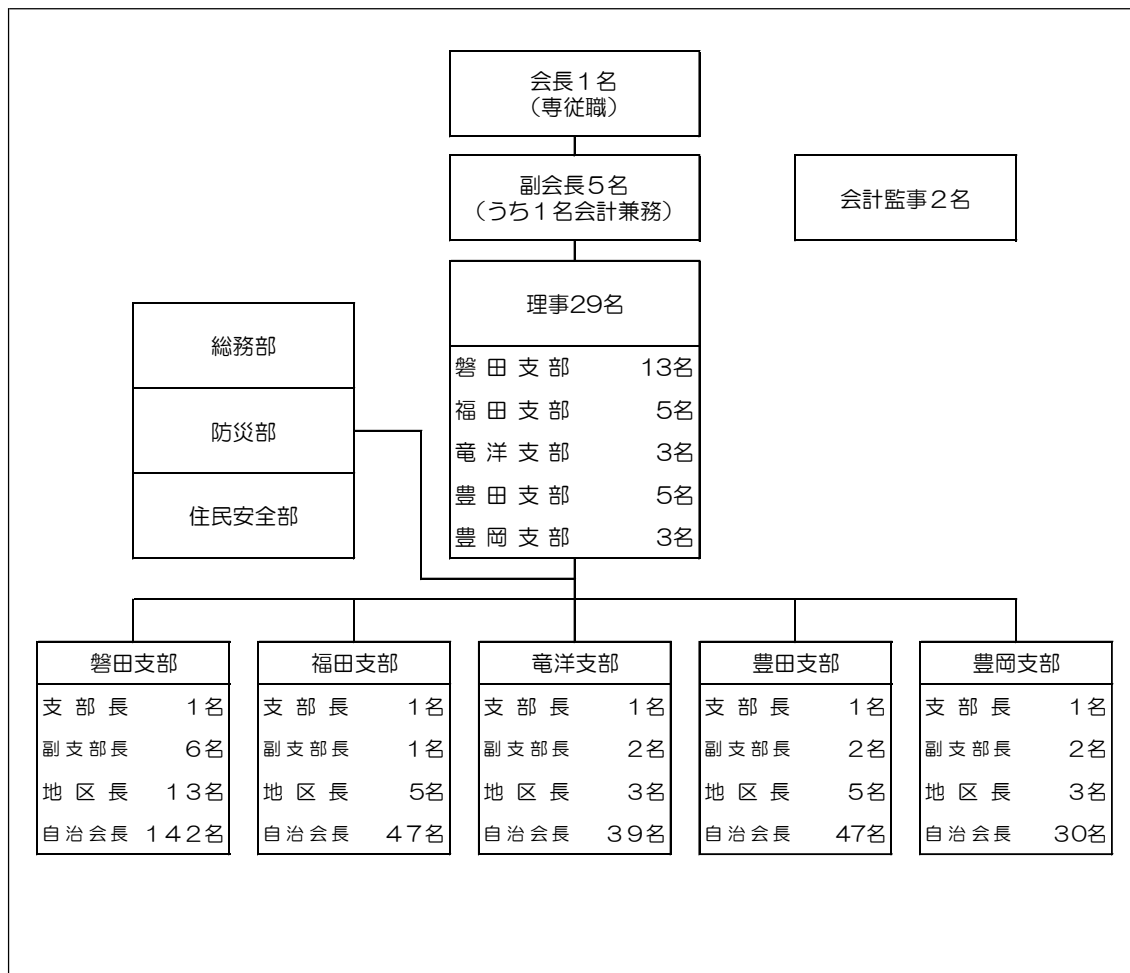 会長１名
（専従職）
副会長５名
（うち１名会計兼務）
会計監事２名
理事29名
磐田支部 13名
福田支部 5名
竜洋支部 3名
豊田支部 5名
豊岡支部 3名
総務部
防災部
住民安全部
磐田支部
支部長 1名
副支部長 6名
地区長 13名
自治会長 142名
福田支部
支部長 1名
副支部長 1名
地区長 5名
自治会長 47名
竜洋支部
支部長 1名
副支部長 2名
地区長 3名
自治会長 39名
豊田支部
支部長 1名
副支部長 2名
地区長 5名
自治会長 47名
豊岡支部
支部長 1名
副支部長 2名
地区長 3名
自治会長 30名